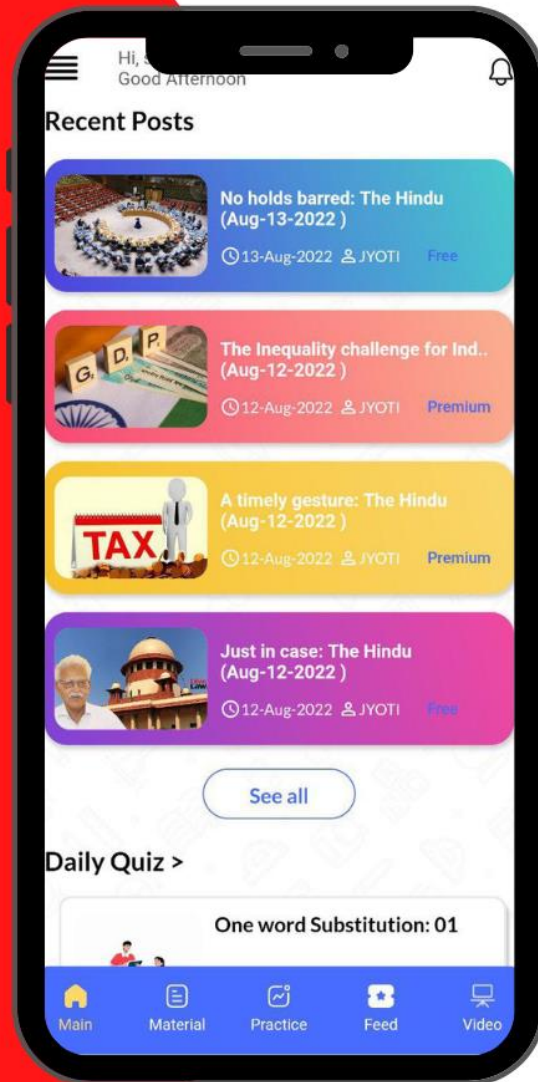 Hi,
Good Afternoon
Recent Posts
No holds barred: The Hindu
(Aug-13-2022 )
13-Aug-2022 JYOTI Free
G D P
The Inequality challenge for Ind..
(Aug-12-2022 )
12-Aug-2022 JYOTI Premium
TAX
A timely gesture: The Hindu
(Aug-12-2022 )
12-Aug-2022 JYOTI Premium
Just in case: The Hindu
(Aug-12-2022 )
12-Aug-2022 JYOTI Free
See all
Daily Quiz >
One word Substitution: 01
Main Material Practice Feed Video